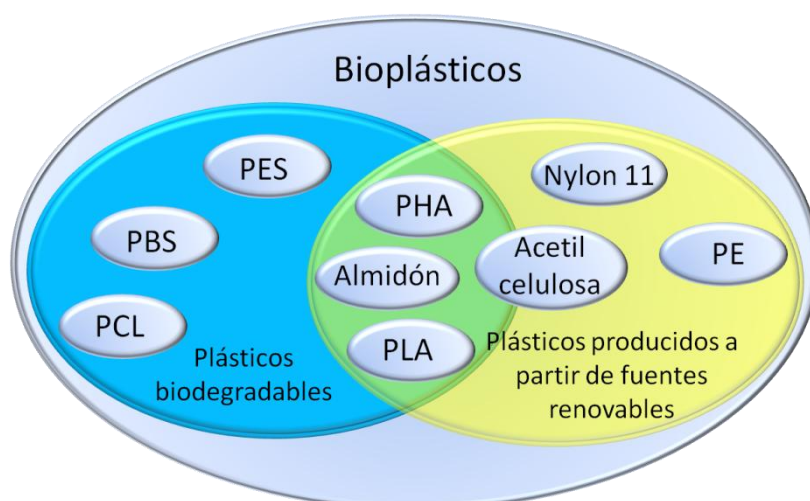 Bioplásticos
PES
PBS
PCL
Plásticos
biodegradables
PHA
Almidón
PLA
Nylon 11
Acetil
celulosa
PE
Plásticos producidos a
partir de fuentes
renovables